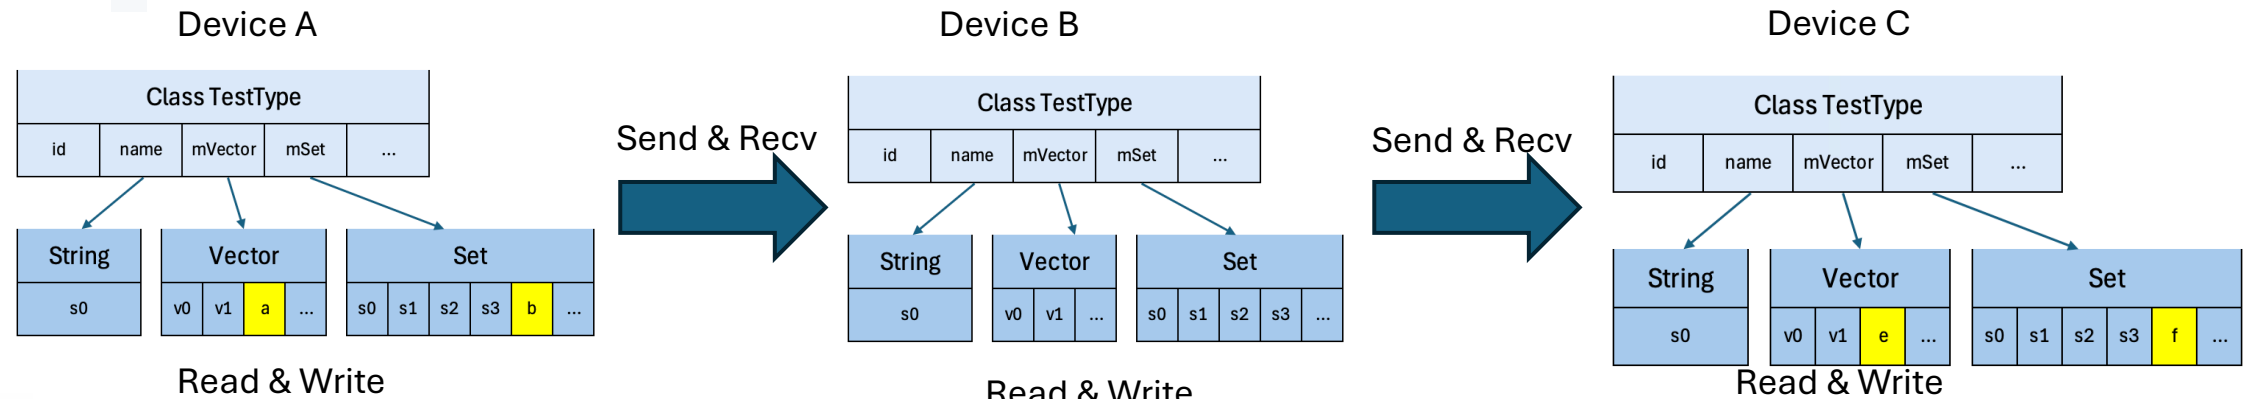 Device A
Class TestType
id name mVector mSet ...
String
s0
Vector
v0 v1 a ...
Set
s0 s1 s2 s3 b ...
Read & Write
Send & Recv
Device B
Class TestType
id name mVector mSet ...
String
s0
Vector
v0 v1 ...
Set
s0 s1 s2 s3 ...
Read & Write
Send & Recv
Device C
Class TestType
id name mVector mSet ...
String
s0
Vector
v0 v1 e ...
Set
s0 s1 s2 s3 f ...
Read & Write